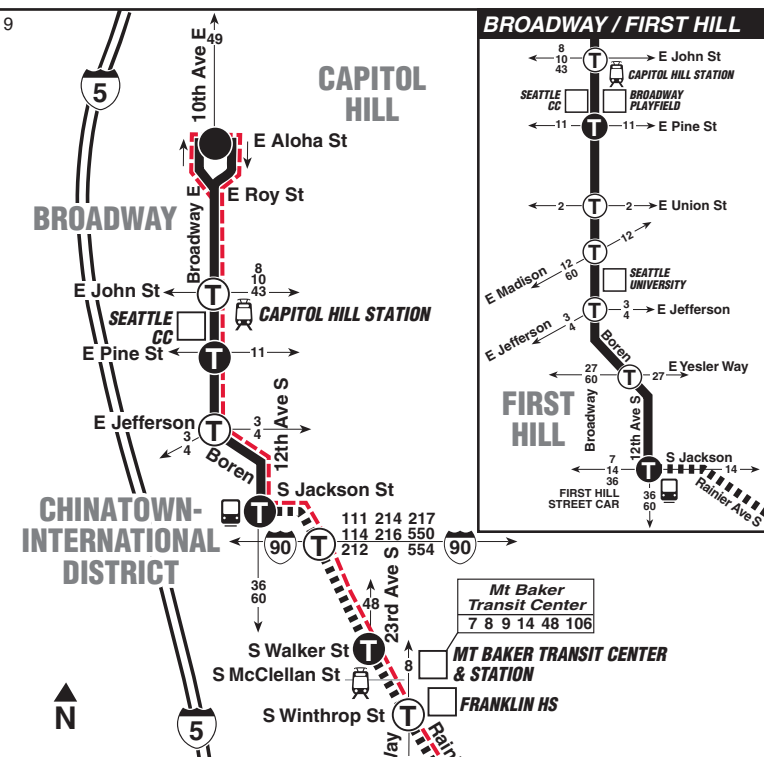 9
49
10th Ave E
5
CAPITOL
HILL
E Aloha St
E Roy St
BROADWAY
Broadway E
8
10
43
E John St
T
CAPITOL HILL STATION
SEATTLE
CC
E Pine St
T
11
E Jefferson
T
3
4
3
4
12th Ave S
Boren
S Jackson St
T
CHINATOWN-
INTERNATIONAL
DISTRICT
90
T
111 214 217
114 216 550
212 554
90
36
60
48
23rd Ave S
Mt Baker
Transit Center
7 8 9 14 48 106
S Walker St
T
8
MT BAKER TRANSIT CENTER
& STATION
S McClellan St
FRANKLIN HS
S Winthrop St
T
N
5
BROADWAY / FIRST HILL
8
10
43
T
E John St
CAPITOL HILL STATION
SEATTLE
CC
BROADWAY
PLAYFIELD
11
T
11
E Pine St
2
T
2
E Union St
12
T
12
60
E Madison
SEATTLE
UNIVERSITY
T
3
4
E Jefferson
3
4
E Jefferson
Boren
27
60
T
27
E Yesler Way
FIRST
HILL
Broadway
12th Ave S
7
14
36
FIRST HILL
STREET CAR
T
S Jackson
14
36
60
Rainier Ave S